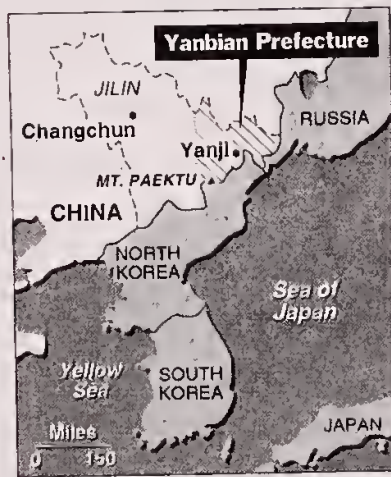 Yanbian Prefecture
JILIN
RUSSIA
Changchun
Yanji
MT. PAEKTU
CHINA
NORTH
KOREA
Sea of
Japan
Yellow
Sea
SOUTH
KOREA
Miles
0 150
JAPAN